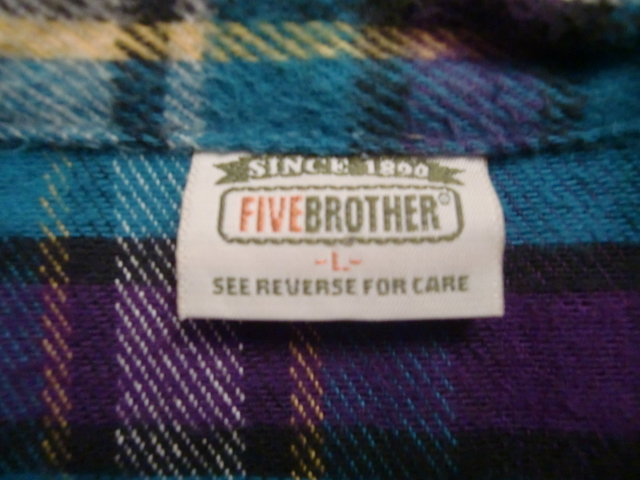 SINCE 1890
FIVEBROTHER®
~L~
SEE REVERSE FOR CARE